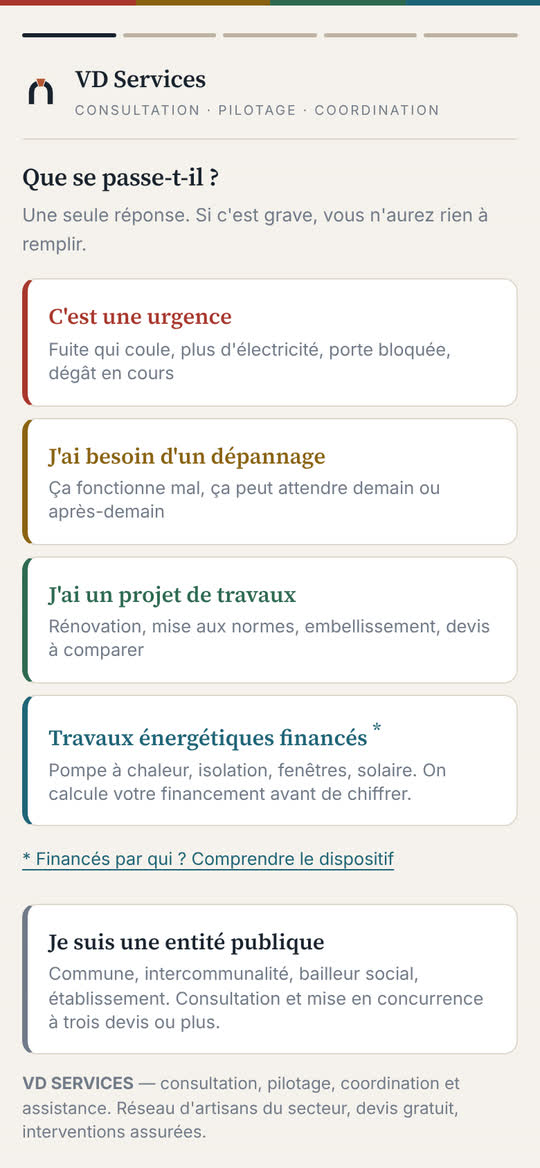 VD Services
CONSULTATION · PILOTAGE · COORDINATION
Que se passe-t-il ?
Une seule réponse. Si c'est grave, vous n'aurez rien à
remplir.
C'est une urgence
Fuite qui coule, plus d'électricité, porte bloquée,
dégât en cours
J'ai besoin d'un dépannage
Ça fonctionne mal, ça peut attendre demain ou
après-demain
J'ai un projet de travaux
Rénovation, mise aux normes, embellissement, devis
à comparer
Travaux énergétiques financés *
Pompe à chaleur, isolation, fenêtres, solaire. On
calcule votre financement avant de chiffrer.
* Financés par qui ? Comprendre le dispositif
Je suis une entité publique
Commune, intercommunalité, bailleur social,
établissement. Consultation et mise en concurrence
à trois devis ou plus.
VD SERVICES — consultation, pilotage, coordination et
assistance. Réseau d'artisans du secteur, devis gratuit,
interventions assurées.